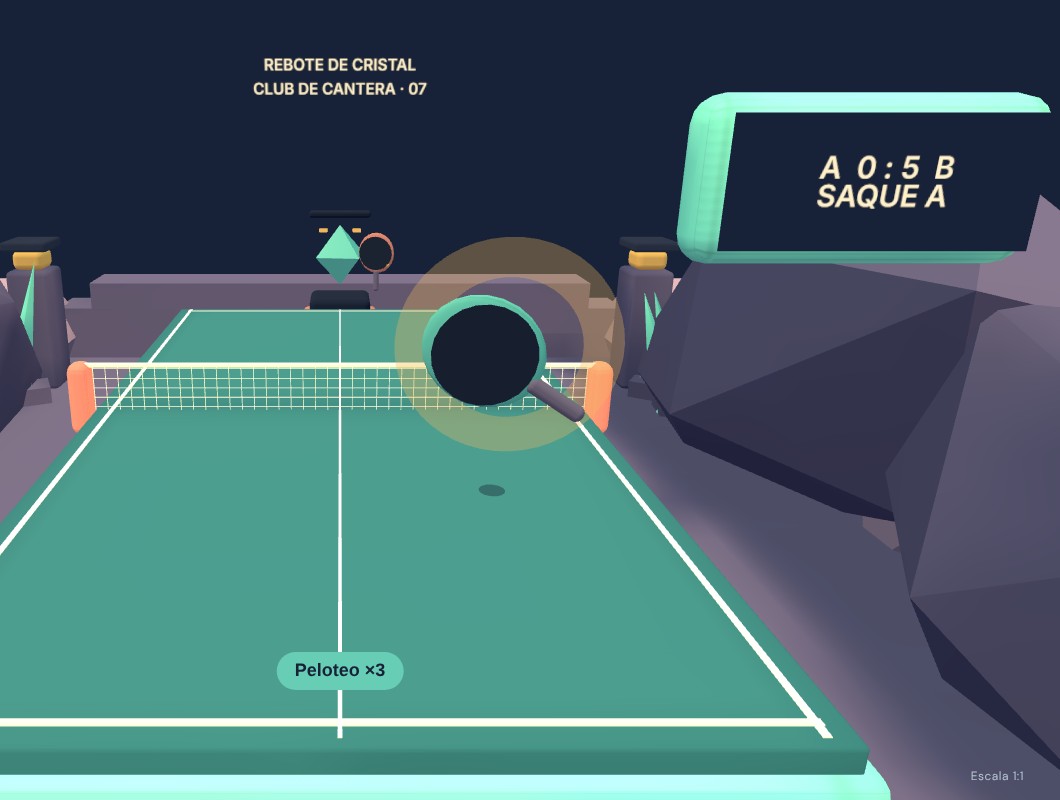 REBOTE DE CRISTAL
CLUB DE CANTERA · 07
A 0 : 5 B
SAQUE A
Peloteo ×3
Escala 1:1